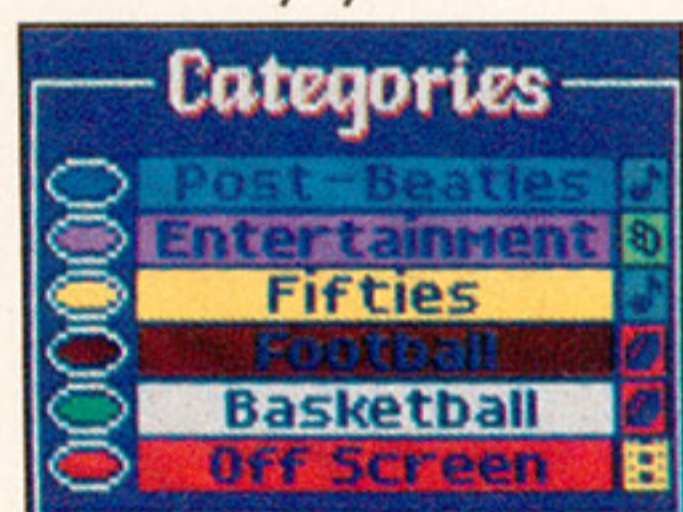 Categories
Post-Beatles
Entertainment
Fifties
Football
Basketball
Off Screen